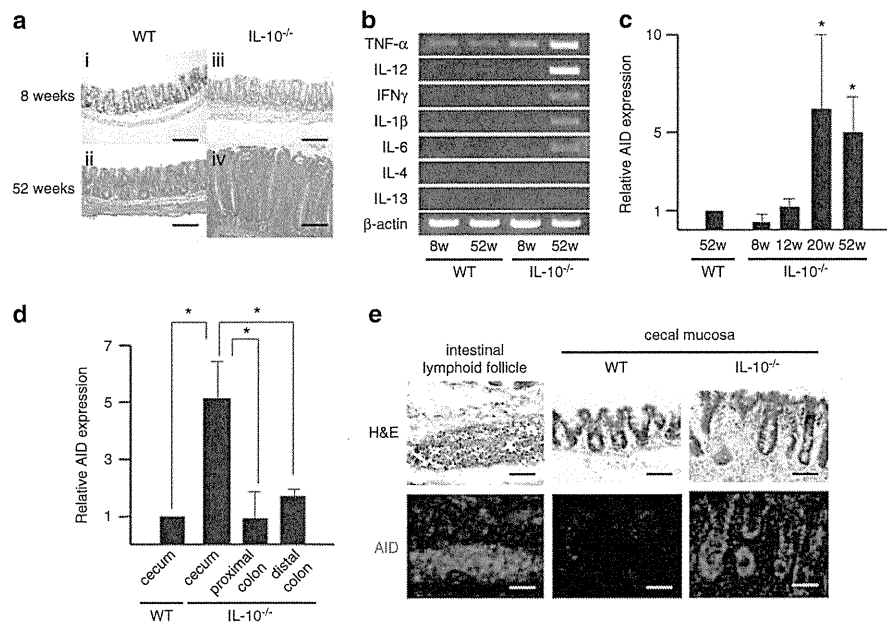 a
WT
IL-10-/-
i
iii
8 weeks
ii
iv
52 weeks
b
TNF-α
IL-12
IFNγ
IL-1β
IL-6
IL-4
IL-13
β-actin
8w 52w 8w 52w
WT IL-10-/-
c
Relative AID expression
10
5
1
*
*
52w 8w 12w 20w 52w
WT IL-10-/-
d
Relative AID expression
7
5
3
1
* * *
cecum cecum proximal colon distal colon
WT IL-10-/-
e
intestinal
lymphoid follicle
cecal mucosa
WT IL-10-/-
H&E
AID